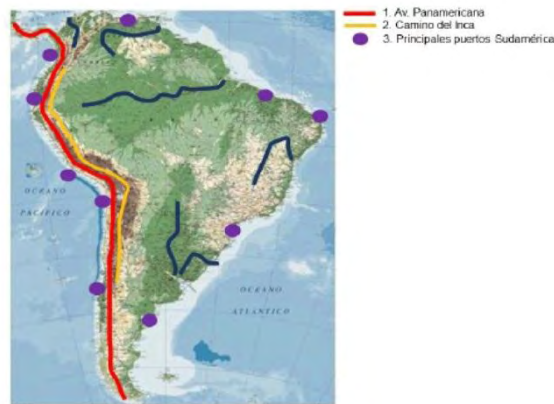 1. Av. Panamericana
2. Camino del Inca
3. Principales puertos Sudamérica
OCEANO
PACIFICO
OCEANO
ATLANTICO